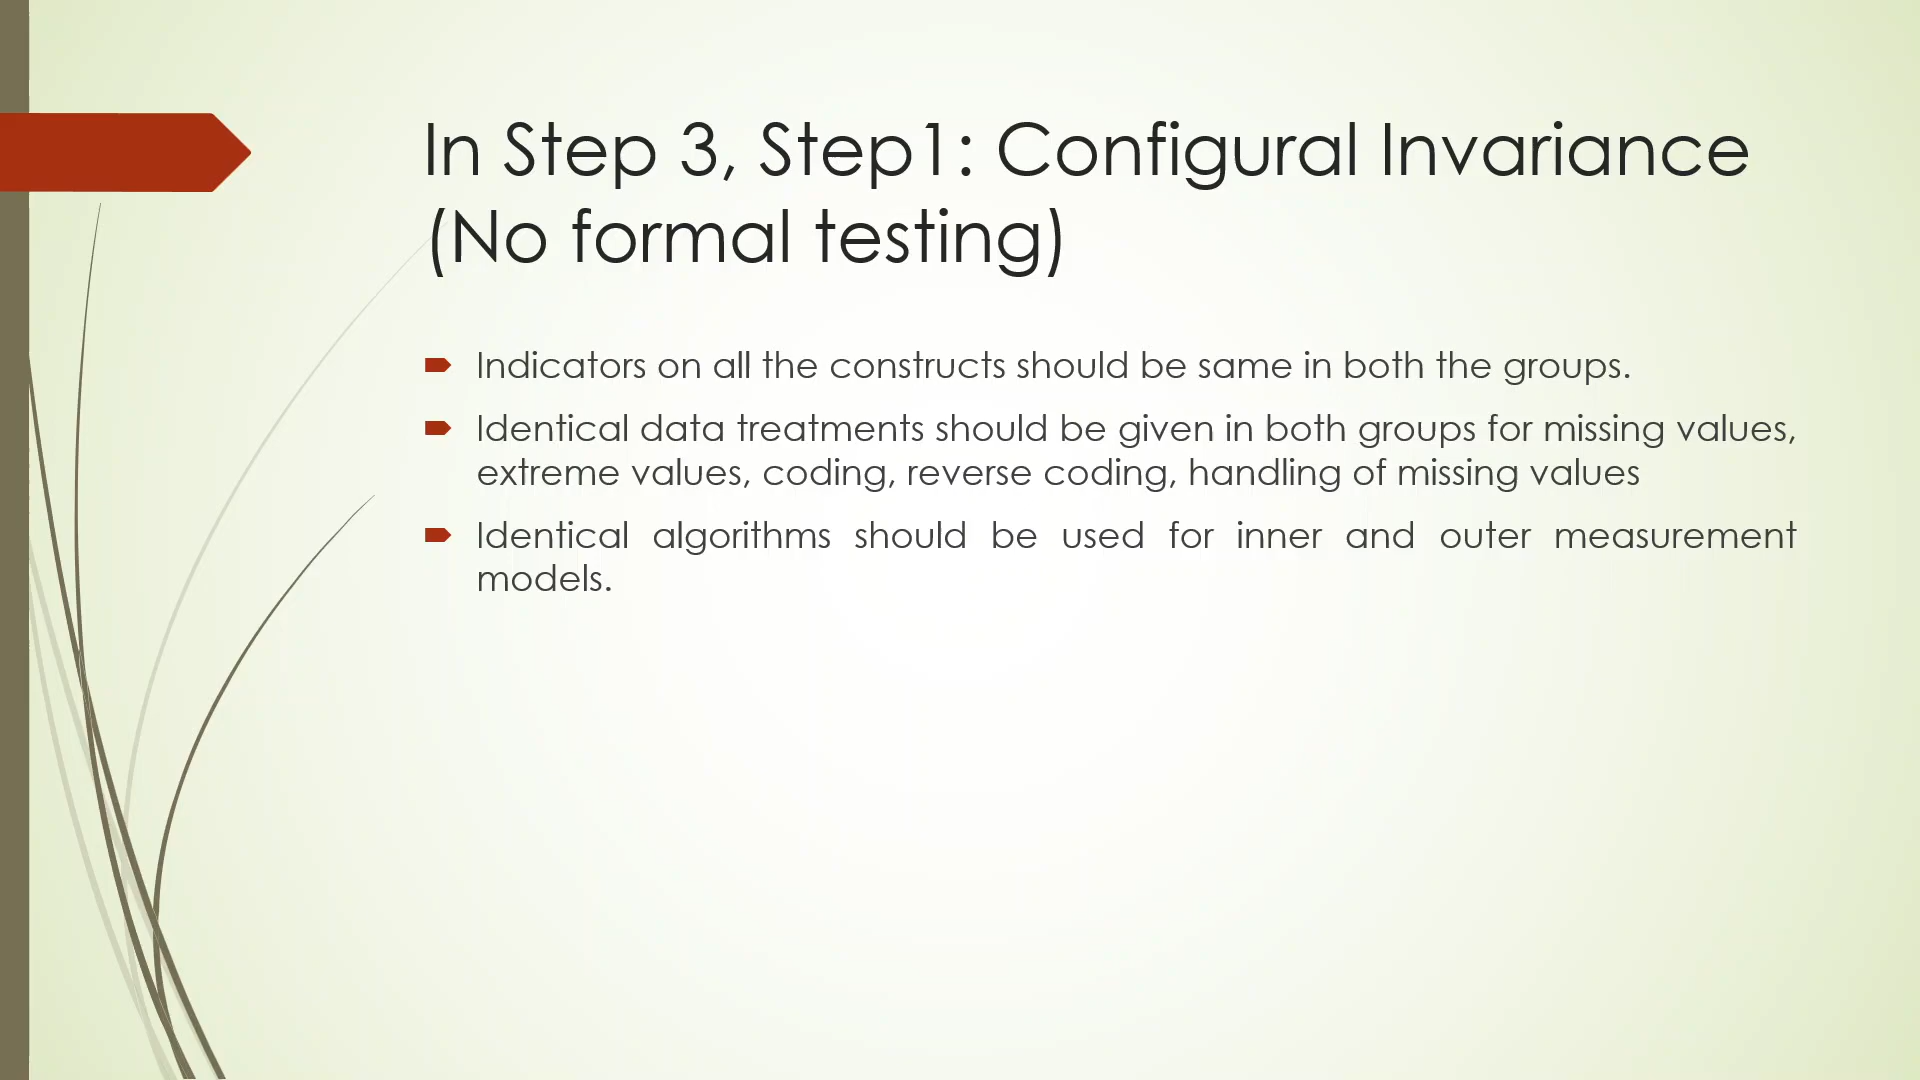 In Step 3, Step1: Configural Invariance
(No formal testing)
Indicators on all the constructs should be same in both the groups.
Identical data treatments should be given in both groups for missing values,
extreme values, coding, reverse coding, handling of missing values
Identical algorithms should be used for inner and outer measurement
models.